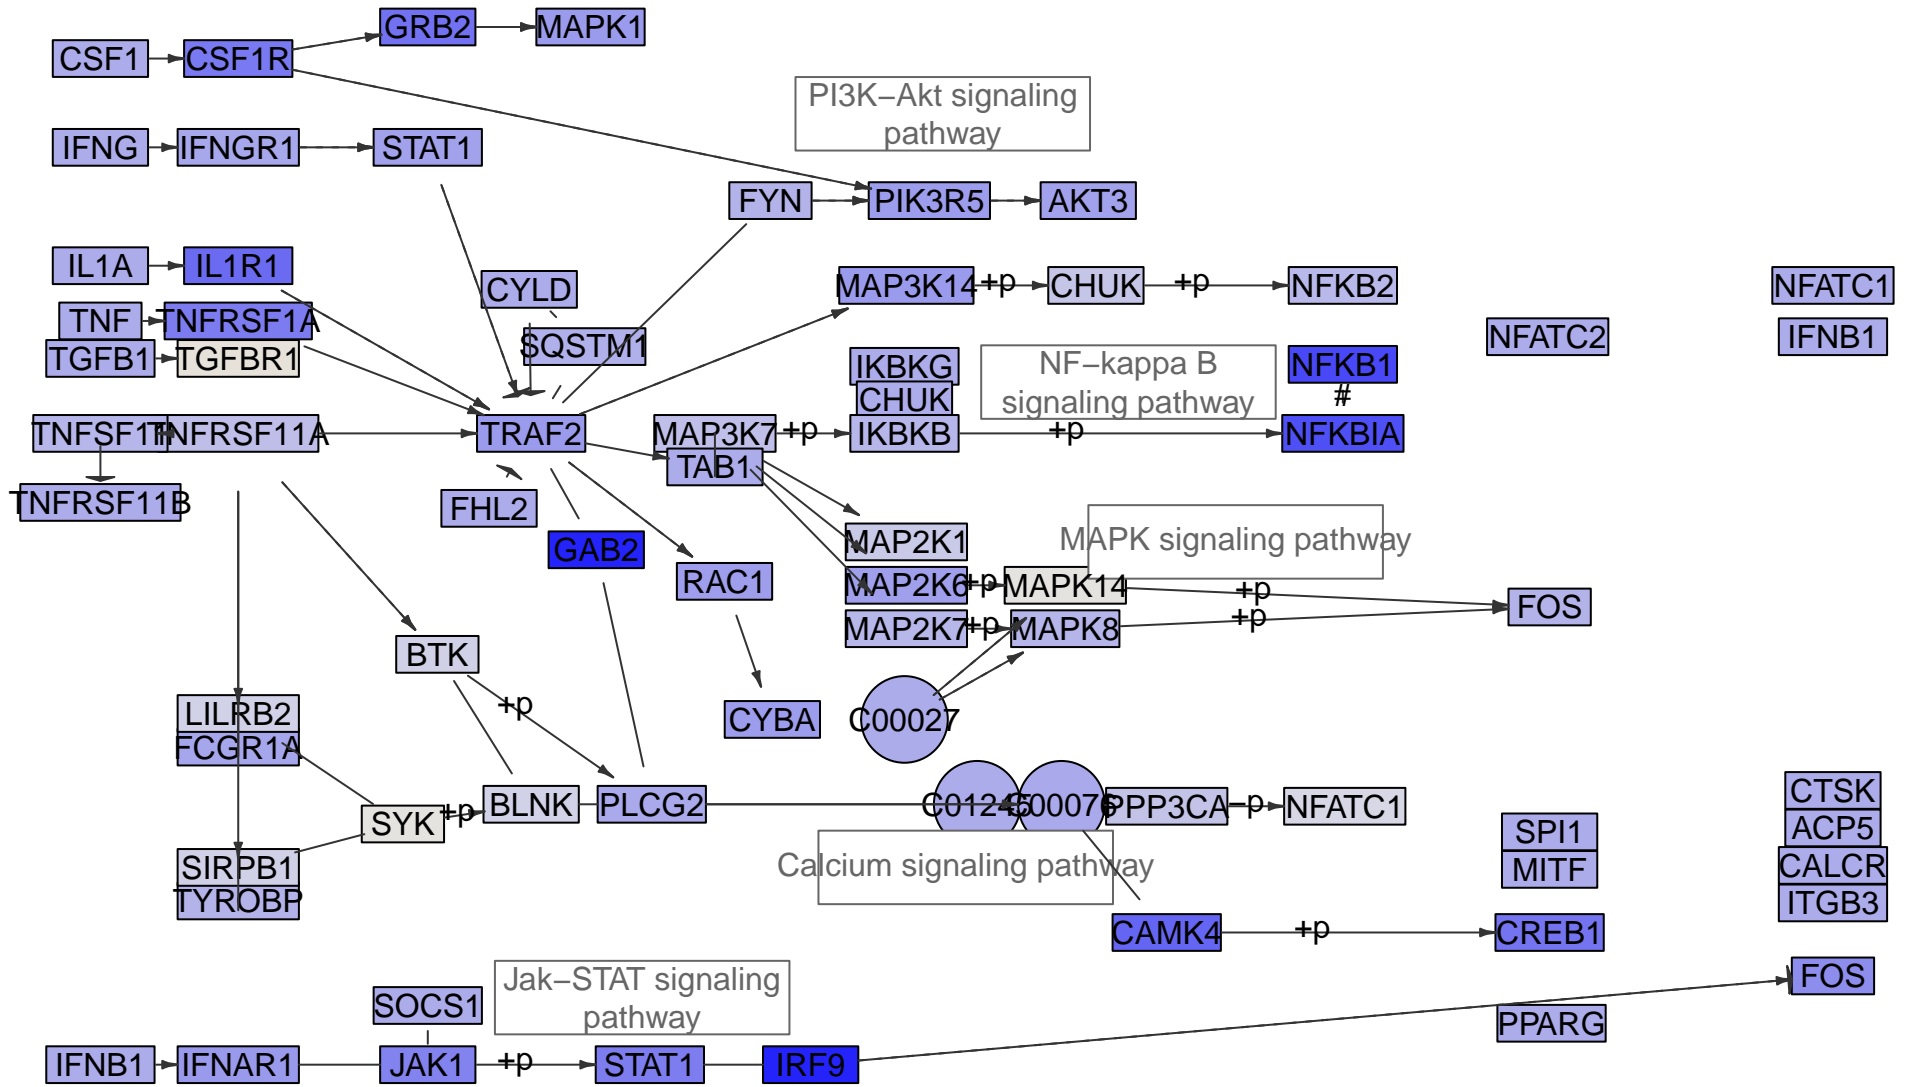 GRB2
MAPK1
CSF1
CSF1R
PI3K–Akt signaling
pathway
IFNG
IFNGR1
STAT1
FYN
PIK3R5
AKT3
IL1A
IL1R1
CYLD
MAP3K14
+p
CHUK
+p
NFKB2
NFATC1
TNF
TNFRSF1A
SQSTM1
NFATC2
IFNB1
TGFB1
TGFBR1
IKBKG
NF–kappa B
signaling pathway
NFKB1
#
CHUK
TNFRSF11A
TRAF2
MAP3K7
+p
IKBKB
+p
NFKBIA
TAB1
TNFRSF11B
FHL2
GAB2
MAP2K1
MAPK signaling pathway
RAC1
MAP2K6
+p
MAPK14
+p
FOS
MAP2K7
+p
MAPK8
+p
BTK
+p
LILRB2
FCGR1A
CYBA
C00027
SYK
+p
BLNK
PLCG2
C00076
PPP3CA
–p
NFATC1
CTSK
SPI1
ACP5
SIRPB1
TYROBP
Calcium signaling pathway
MITF
CALCR
ITGB3
CAMK4
+p
CREB1
SOCS1
Jak–STAT signaling
pathway
FOS
PPARG
IFNB1
IFNAR1
JAK1
+p
STAT1
IRF9